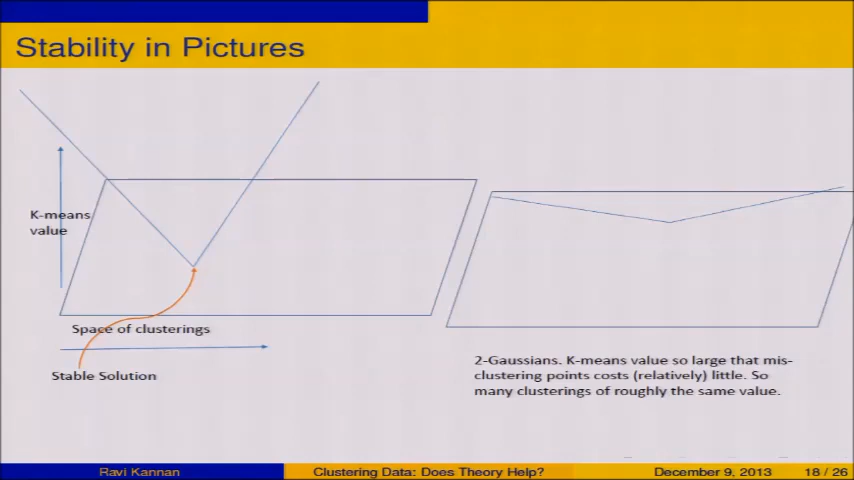 Stability in Pictures
K-means
value
Space of clusterings
Stable Solution
2-Gaussians. K-means value so large that mis-
clustering points costs (relatively) little. So
many clusterings of roughly the same value.
Ravi Kannan
Clustering Data: Does Theory Help?
December 9, 2013
18 / 26